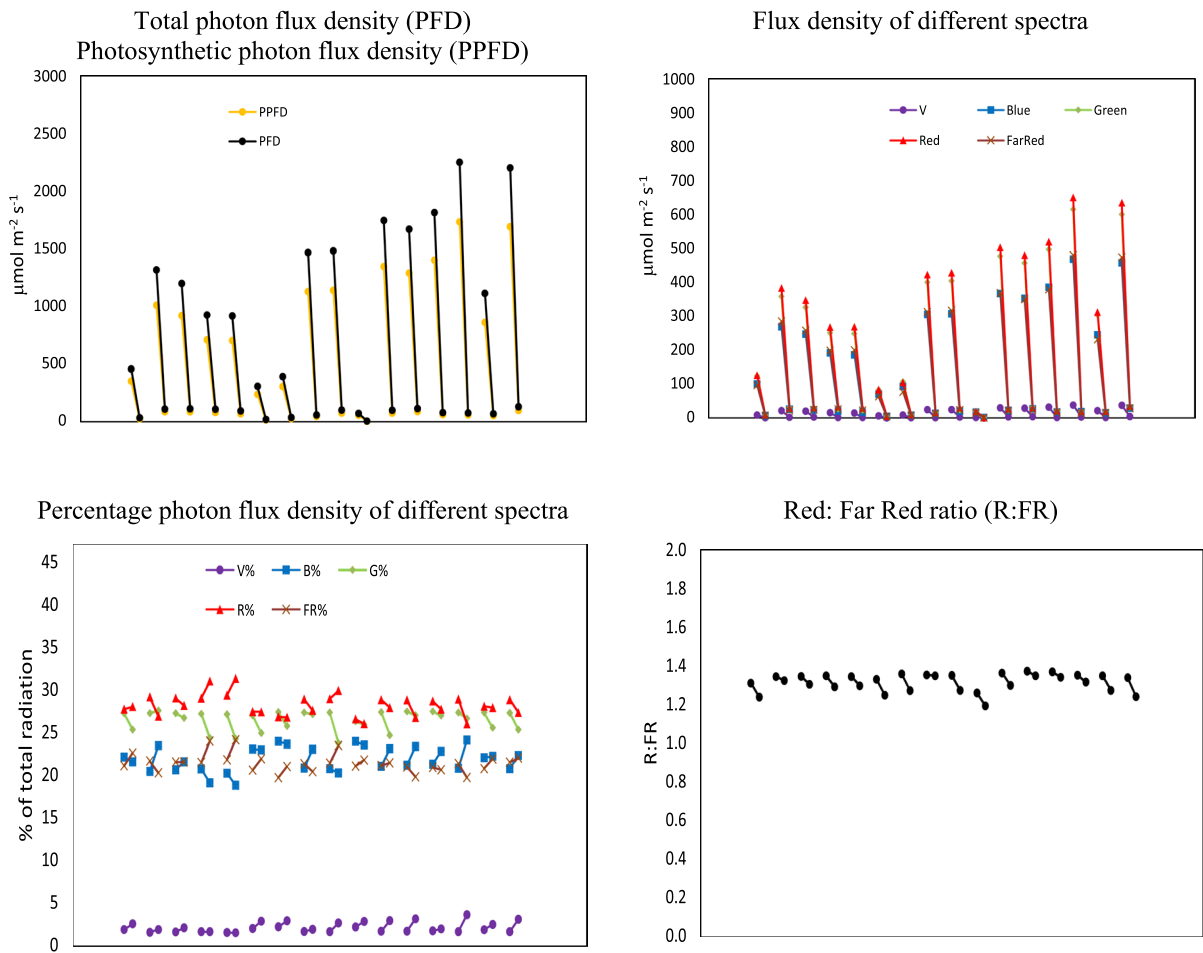 Total photon flux density (PFD)
Photosynthetic photon flux density (PPFD)
3000
2500
2000
1500
1000
500
0
µmol m⁻² s⁻¹
PPFD
PFD
Flux density of different spectra
1000
900
800
700
600
500
400
300
200
100
0
µmol m⁻² s⁻¹
V Blue Green
Red FarRed
Percentage photon flux density of different spectra
45
40
35
30
25
20
15
10
5
0
% of total radiation
V% B% G%
R% FR%
Red: Far Red ratio (R:FR)
2.0
1.8
1.6
1.4
1.2
1.0
0.8
0.6
0.4
0.2
0.0
R:FR